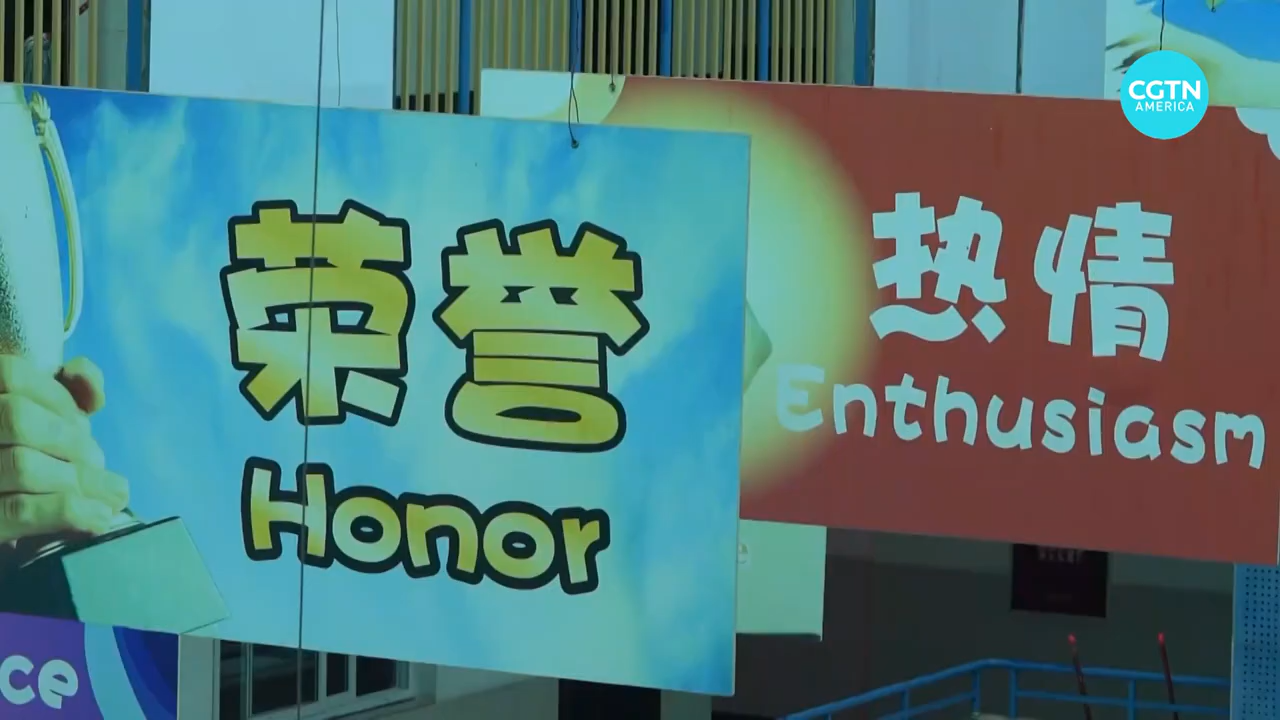 CGTN
AMERICA
荣誉
Honor
热情
Enthusiasm
ce